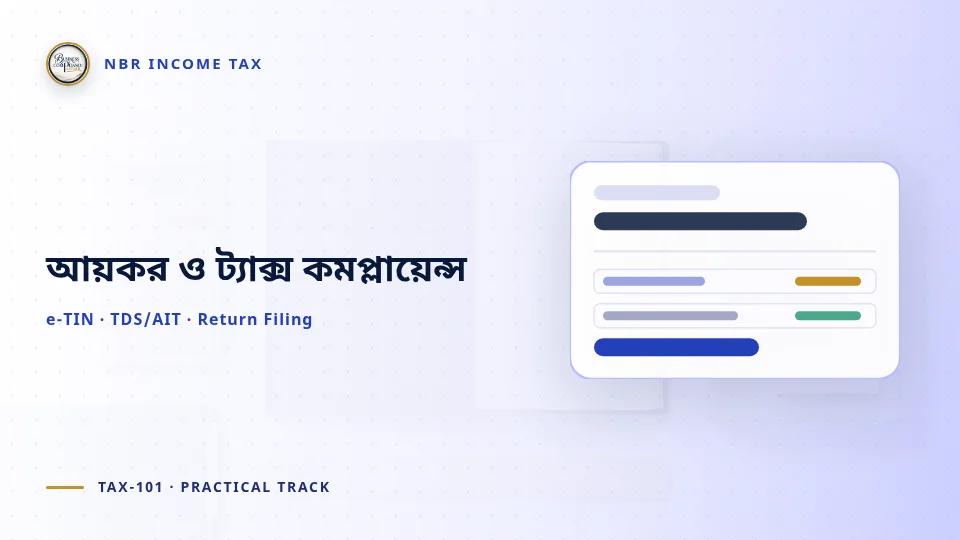 NBR INCOME TAX
আয়কর ও ট্যাক্স কমপ্লায়েন্স
e-TIN · TDS/AIT · Return Filing
TAX-101 · PRACTICAL TRACK